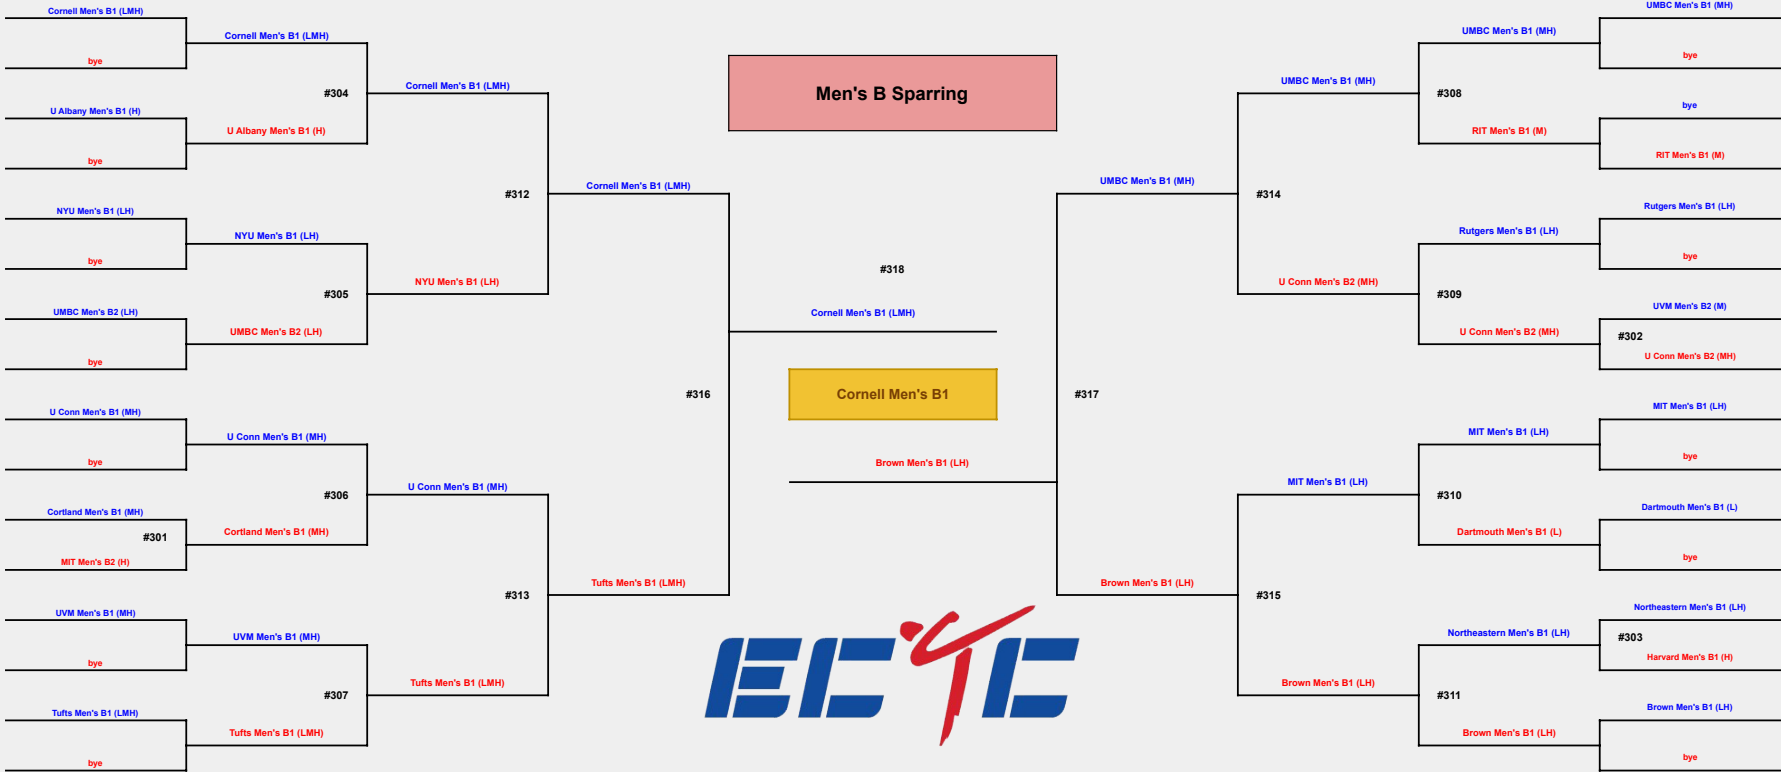 Cornell Men's B1 (LMH)
bye
U Albany Men's B1 (H)
bye
NYU Men's B1 (LH)
bye
UMBC Men's B2 (LH)
bye
U Conn Men's B1 (MH)
bye
Cortland Men's B1 (MH)
#301
MIT Men's B2 (H)
UVM Men's B1 (MH)
bye
Tufts Men's B1 (LMH)
bye
Cornell Men's B1 (LMH)
#304
U Albany Men's B1 (H)
NYU Men's B1 (LH)
#305
UMBC Men's B2 (LH)
U Conn Men's B1 (MH)
#306
Cortland Men's B1 (MH)
UVM Men's B1 (MH)
#307
Tufts Men's B1 (LMH)
Cornell Men's B1 (LMH)
#312
NYU Men's B1 (LH)
U Conn Men's B1 (MH)
#313
Tufts Men's B1 (LMH)
Cornell Men's B1 (LMH)
#316
Tufts Men's B1 (LMH)
Men's B Sparring
#318
Cornell Men's B1 (LMH)
Cornell Men's B1
Brown Men's B1 (LH)
ECTC
UMBC Men's B1 (MH)
#317
Brown Men's B1 (LH)
UMBC Men's B1 (MH)
#314
U Conn Men's B2 (MH)
MIT Men's B1 (LH)
#315
Brown Men's B1 (LH)
UMBC Men's B1 (MH)
#308
RIT Men's B1 (M)
Rutgers Men's B1 (LH)
#309
U Conn Men's B2 (MH)
MIT Men's B1 (LH)
#310
Dartmouth Men's B1 (L)
Northeastern Men's B1 (LH)
#311
Brown Men's B1 (LH)
UMBC Men's B1 (MH)
bye
bye
RIT Men's B1 (M)
Rutgers Men's B1 (LH)
bye
UVM Men's B2 (M)
#302
U Conn Men's B2 (MH)
MIT Men's B1 (LH)
bye
Dartmouth Men's B1 (L)
bye
Northeastern Men's B1 (LH)
#303
Harvard Men's B1 (H)
Brown Men's B1 (LH)
bye